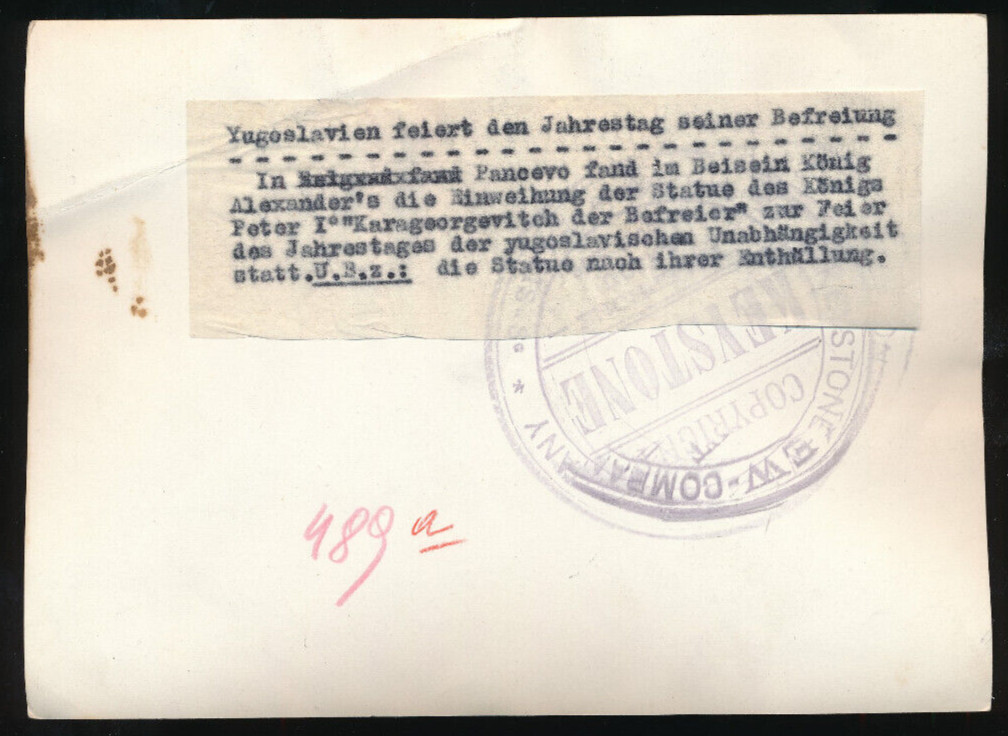 Yugoslavien feiert den Jahrestag seiner Befreiung
In Pancevo fand im Beisein König
Alexander's die Einweihung der Statue des Königs
Peter I°"Karageorgevitch der Befreier" zur Feier
des Jahrestages der yugoslavischen Unabhängigkeit
statt.U.B.z.: die Statue nach ihrer Enthüllung.
KEYSTONE
COPYRIGHT
STONE VIEW-COMPANY *
489 a